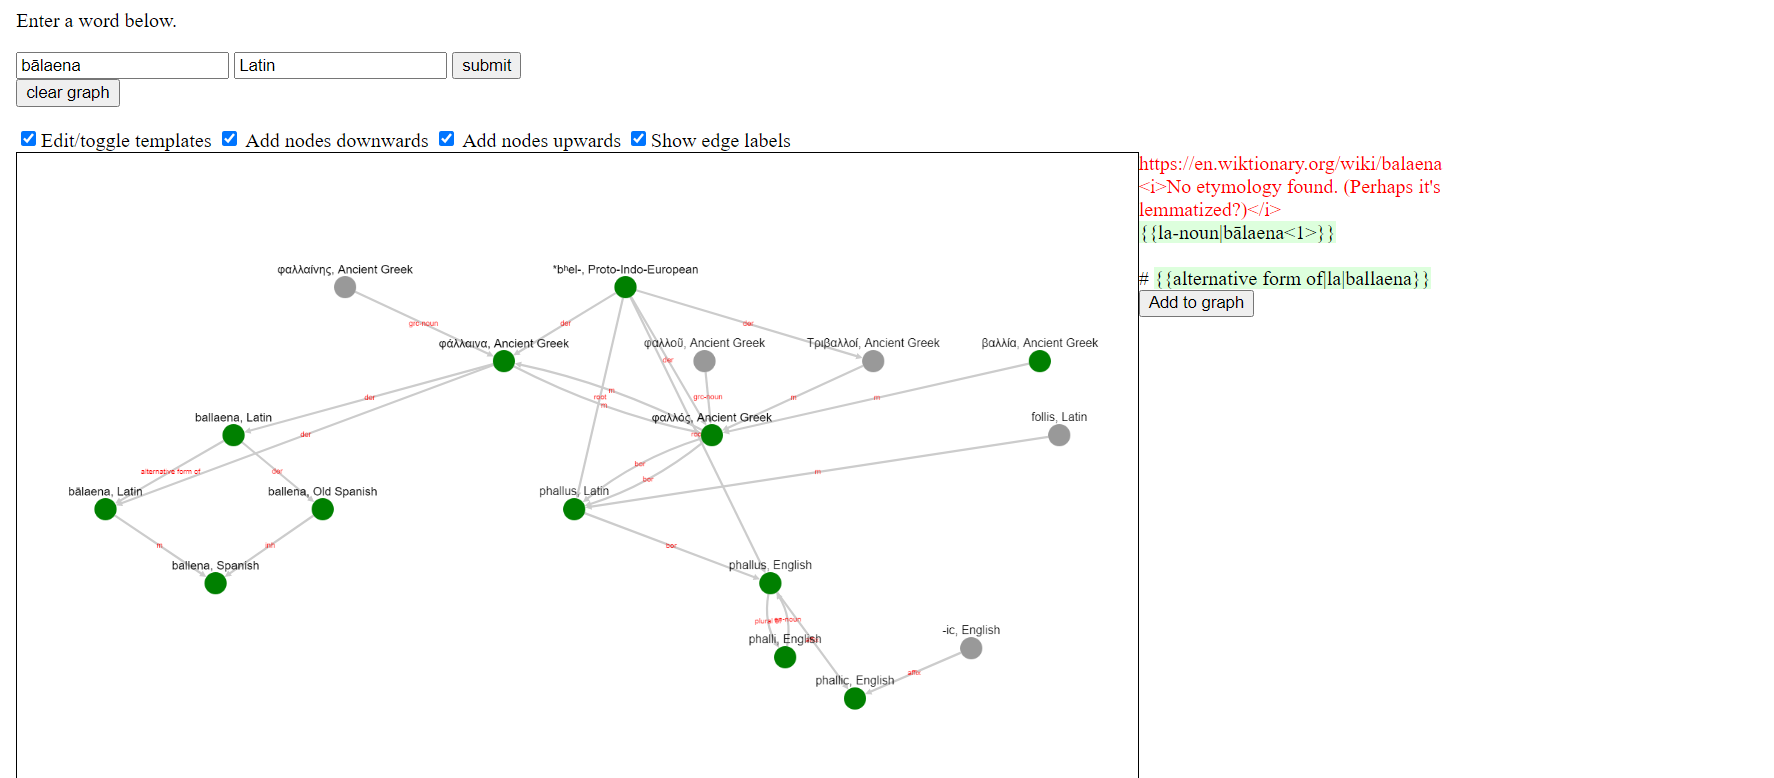 Enter a word below.
bālaena
Latin
submit
clear graph
Edit/toggle templates
Add nodes downwards
Add nodes upwards
Show edge labels
https://en.wiktionary.org/wiki/balaena
<i>No etymology found. (Perhaps it's
lemmatized?)</i>
{{la-noun|bālaena<1>}}
# {{alternative form of|la|ballaena}}
Add to graph
φαλλαίνης, Ancient Greek
*bʰel-, Proto-Indo-European
grc-noun
der
der
φάλλαινα, Ancient Greek
φαλλοῦ, Ancient Greek
Τριβαλλοί, Ancient Greek
βαλλία, Ancient Greek
der
m
der
root
m
grc-noun
m
m
ballaena, Latin
φαλλός, Ancient Greek
follis, Latin
der
bor
alternative form of
der
m
bor
bālaena, Latin
ballena, Old Spanish
phallus, Latin
m
inh
bor
ballena, Spanish
phallus, English
plural of
en-noun
phalli, English
-ic, English
affix
phallic, English